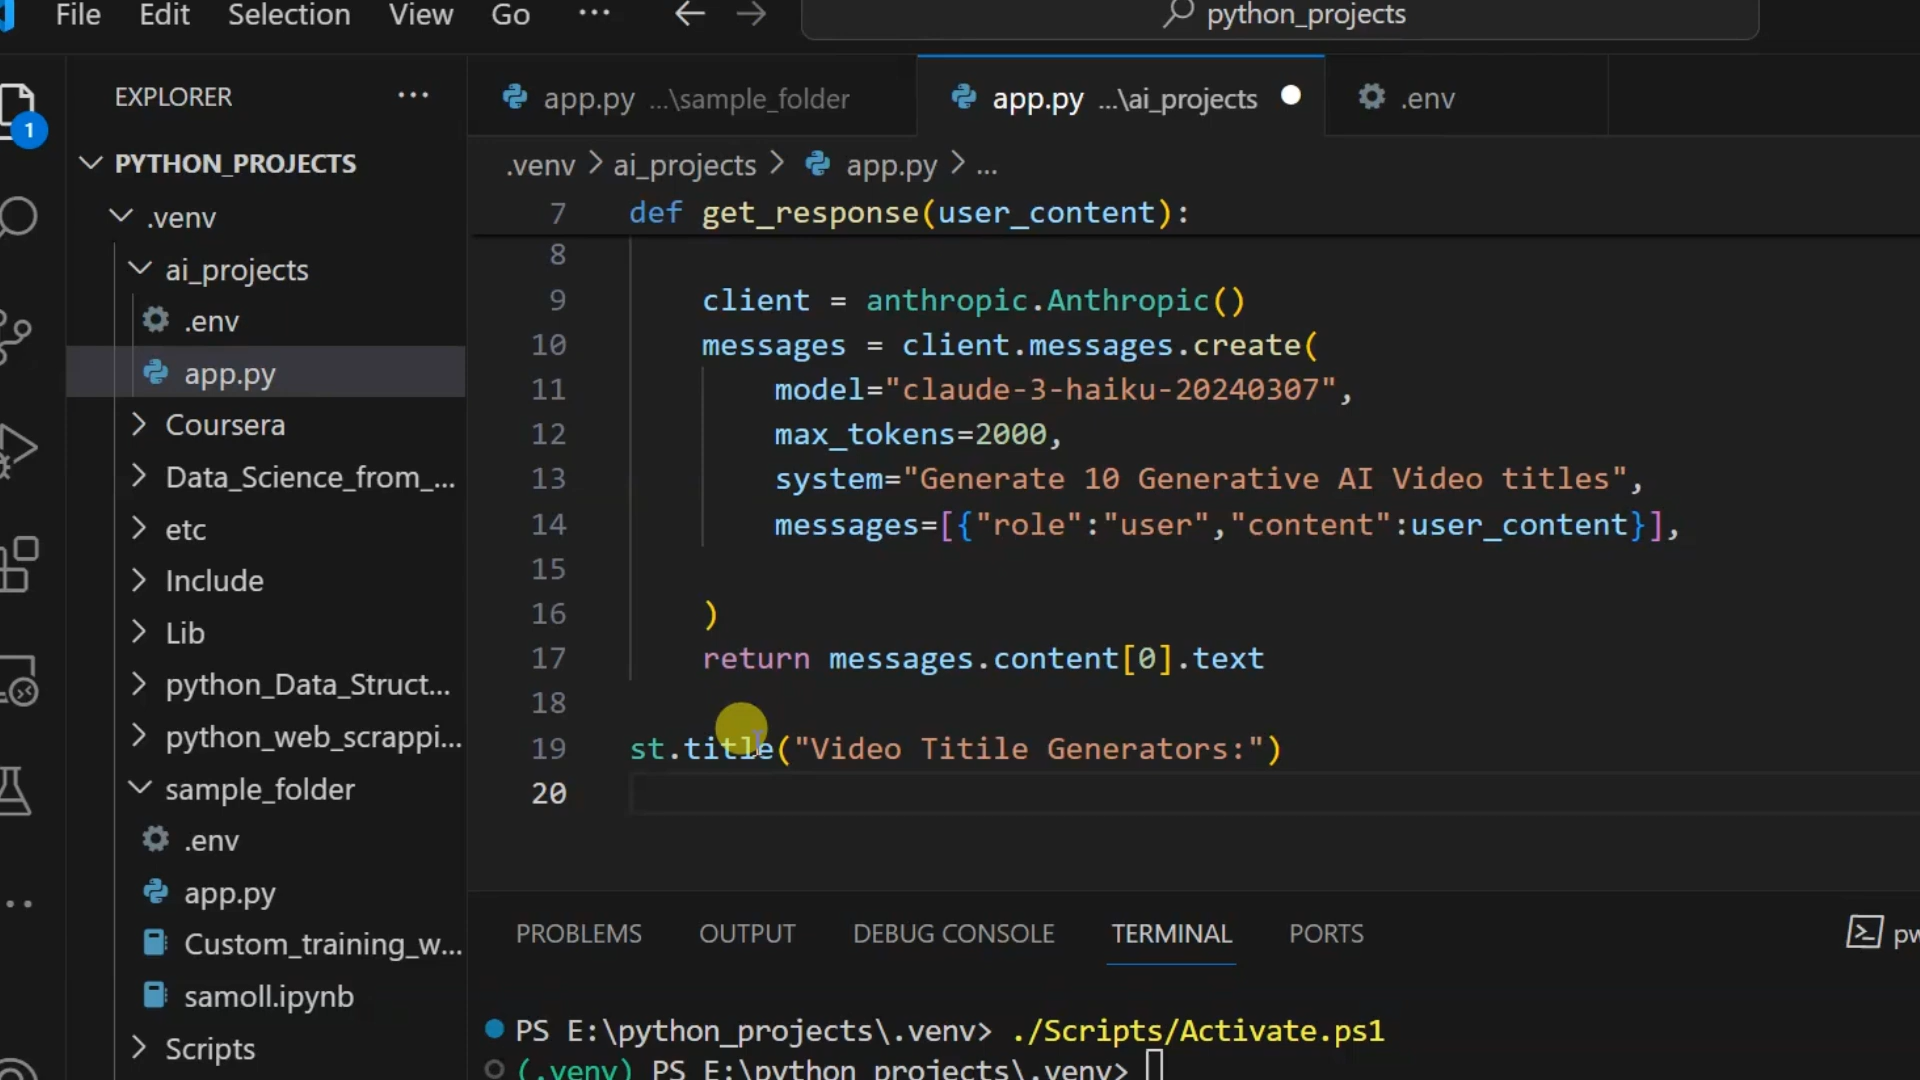 File Edit Selection View Go ... python_projects
EXPLORER ...
app.py ...\sample_folder app.py ...\ai_projects .env
.venv > ai_projects > app.py > ...
1
PYTHON_PROJECTS
.venv
ai_projects
.env
app.py
Coursera
Data_Science_from_...
etc
Include
Lib
python_Data_Struct...
python_web_scrappi...
sample_folder
.env
app.py
Custom_training_w...
samoll.ipynb
Scripts
7 def get_response(user_content):
8
9 client = anthropic.Anthropic()
10 messages = client.messages.create(
11 model="claude-3-haiku-20240307",
12 max_tokens=2000,
13 system="Generate 10 Generative AI Video titles",
14 messages=[{"role":"user","content":user_content}],
15
16 )
17 return messages.content[0].text
18
19 st.title("Video Titile Generators:")
20
PROBLEMS OUTPUT DEBUG CONSOLE TERMINAL PORTS
PS E:\python_projects\.venv> ./Scripts/Activate.ps1
(.venv) PS E:\python_projects\.venv>